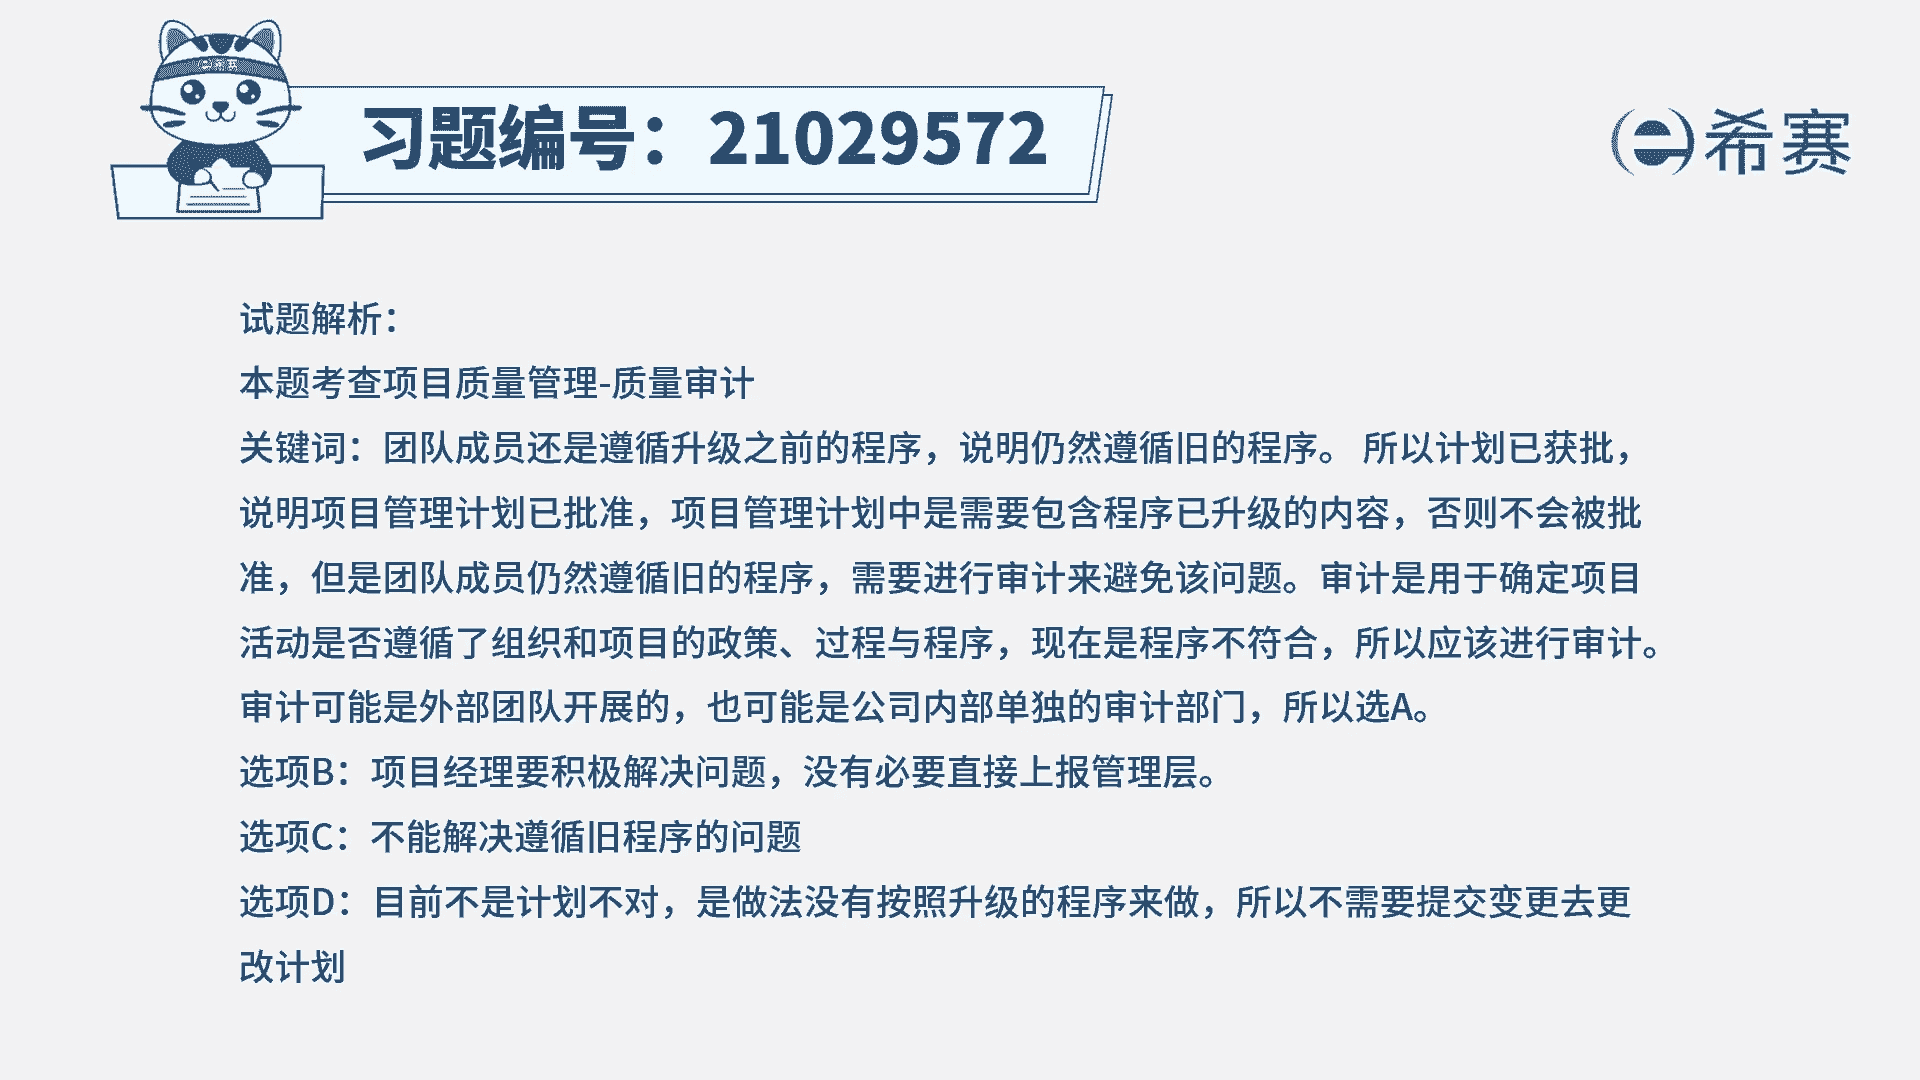 e希赛
习题编号：21029572
e希赛
试题解析：
本题考查项目质量管理-质量审计
关键词：团队成员还是遵循升级之前的程序，说明仍然遵循旧的程序。 所以计划已获批，
说明项目管理计划已批准，项目管理计划中是需要包含程序已升级的内容，否则不会被批
准，但是团队成员仍然遵循旧的程序，需要进行审计来避免该问题。审计是用于确定项目
活动是否遵循了组织和项目的政策、过程与程序，现在是程序不符合，所以应该进行审计。
审计可能是外部团队开展的，也可能是公司内部单独的审计部门，所以选A。
选项B：项目经理要积极解决问题，没有必要直接上报管理层。
选项C：不能解决遵循旧程序的问题
选项D：目前不是计划不对，是做法没有按照升级的程序来做，所以不需要提交变更去更
改计划